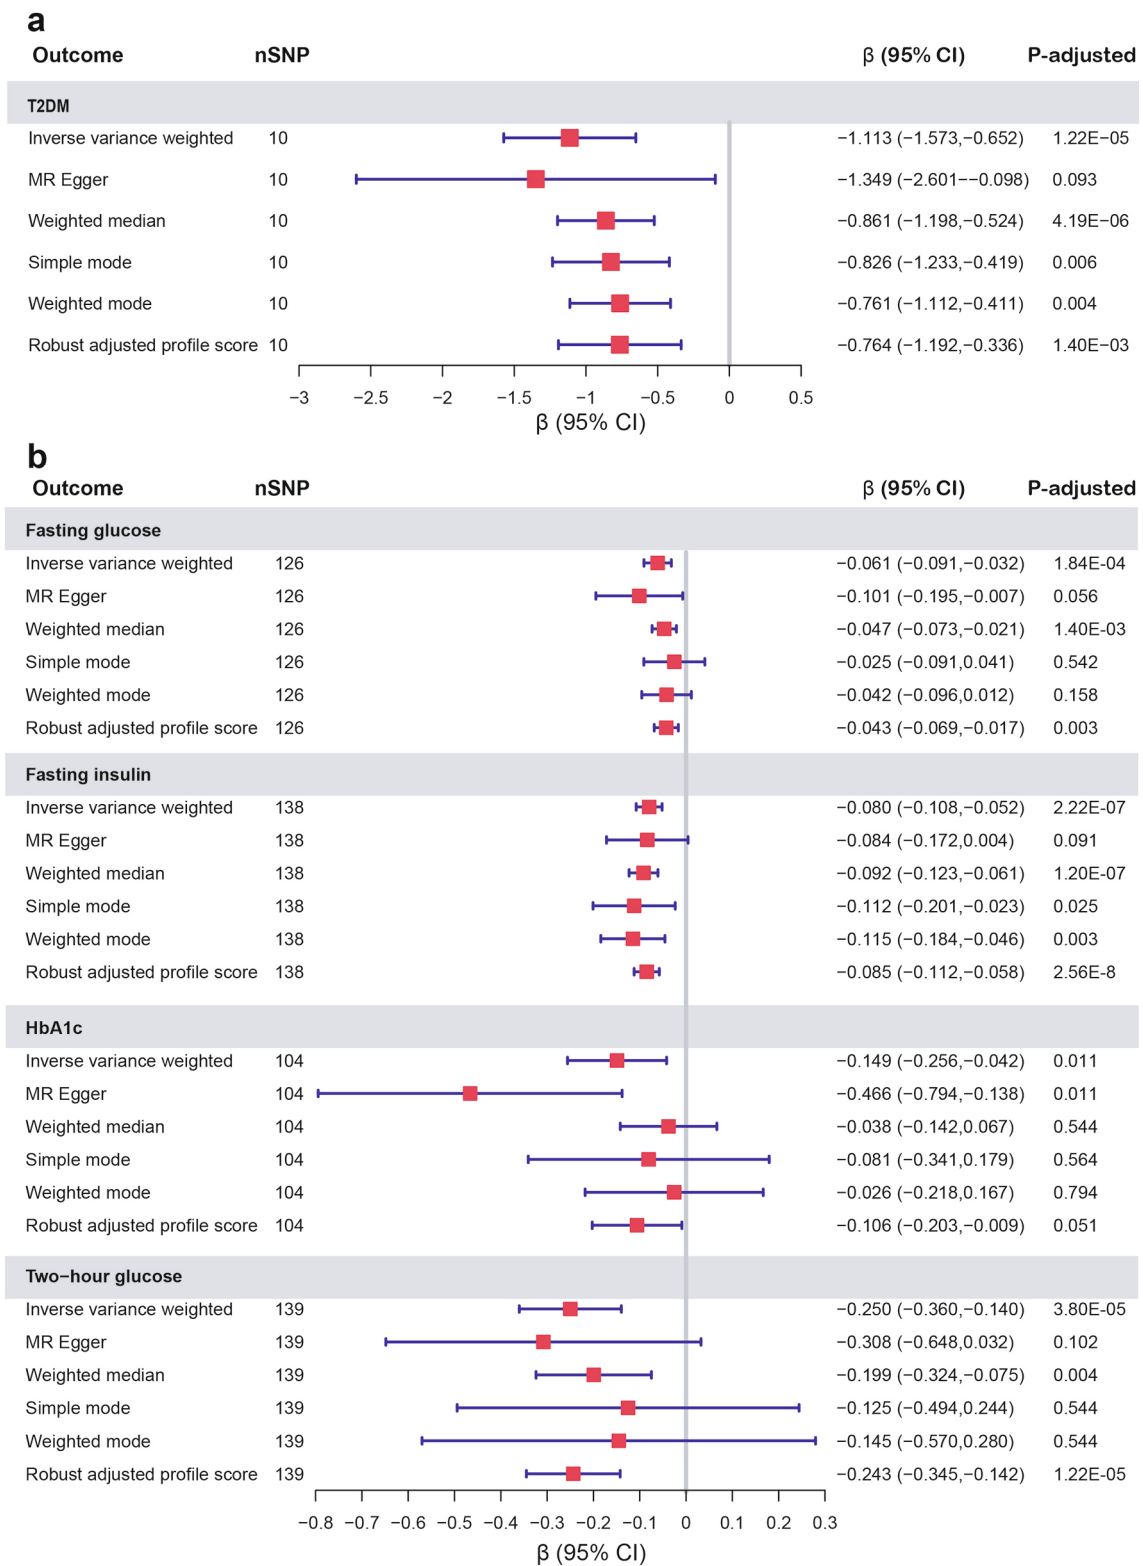 a
Outcome nSNP β (95% CI) P-adjusted
T2DM
Inverse variance weighted 10 −1.113 (−1.573,−0.652) 1.22E−05
MR Egger 10 −1.349 (−2.601−−0.098) 0.093
Weighted median 10 −0.861 (−1.198,−0.524) 4.19E−06
Simple mode 10 −0.826 (−1.233,−0.419) 0.006
Weighted mode 10 −0.761 (−1.112,−0.411) 0.004
Robust adjusted profile score 10 −0.764 (−1.192,−0.336) 1.40E−03
−3 −2.5 −2 −1.5 −1 −0.5 0 0.5
β (95% CI)
b
Outcome nSNP β (95% CI) P-adjusted
Fasting glucose
Inverse variance weighted 126 −0.061 (−0.091,−0.032) 1.84E−04
MR Egger 126 −0.101 (−0.195,−0.007) 0.056
Weighted median 126 −0.047 (−0.073,−0.021) 1.40E−03
Simple mode 126 −0.025 (−0.091,0.041) 0.542
Weighted mode 126 −0.042 (−0.096,0.012) 0.158
Robust adjusted profile score 126 −0.043 (−0.069,−0.017) 0.003
Fasting insulin
Inverse variance weighted 138 −0.080 (−0.108,−0.052) 2.22E−07
MR Egger 138 −0.084 (−0.172,0.004) 0.091
Weighted median 138 −0.092 (−0.123,−0.061) 1.20E−07
Simple mode 138 −0.112 (−0.201,−0.023) 0.025
Weighted mode 138 −0.115 (−0.184,−0.046) 0.003
Robust adjusted profile score 138 −0.085 (−0.112,−0.058) 2.56E-8
HbA1c
Inverse variance weighted 104 −0.149 (−0.256,−0.042) 0.011
MR Egger 104 −0.466 (−0.794,−0.138) 0.011
Weighted median 104 −0.038 (−0.142,0.067) 0.544
Simple mode 104 −0.081 (−0.341,0.179) 0.564
Weighted mode 104 −0.026 (−0.218,0.167) 0.794
Robust adjusted profile score 104 −0.106 (−0.203,−0.009) 0.051
Two−hour glucose
Inverse variance weighted 139 −0.250 (−0.360,−0.140) 3.80E−05
MR Egger 139 −0.308 (−0.648,0.032) 0.102
Weighted median 139 −0.199 (−0.324,−0.075) 0.004
Simple mode 139 −0.125 (−0.494,0.244) 0.544
Weighted mode 139 −0.145 (−0.570,0.280) 0.544
Robust adjusted profile score 139 −0.243 (−0.345,−0.142) 1.22E−05
−0.8 −0.7 −0.6 −0.5 −0.4 −0.3 −0.2 −0.1 0 0.1 0.2 0.3
β (95% CI)